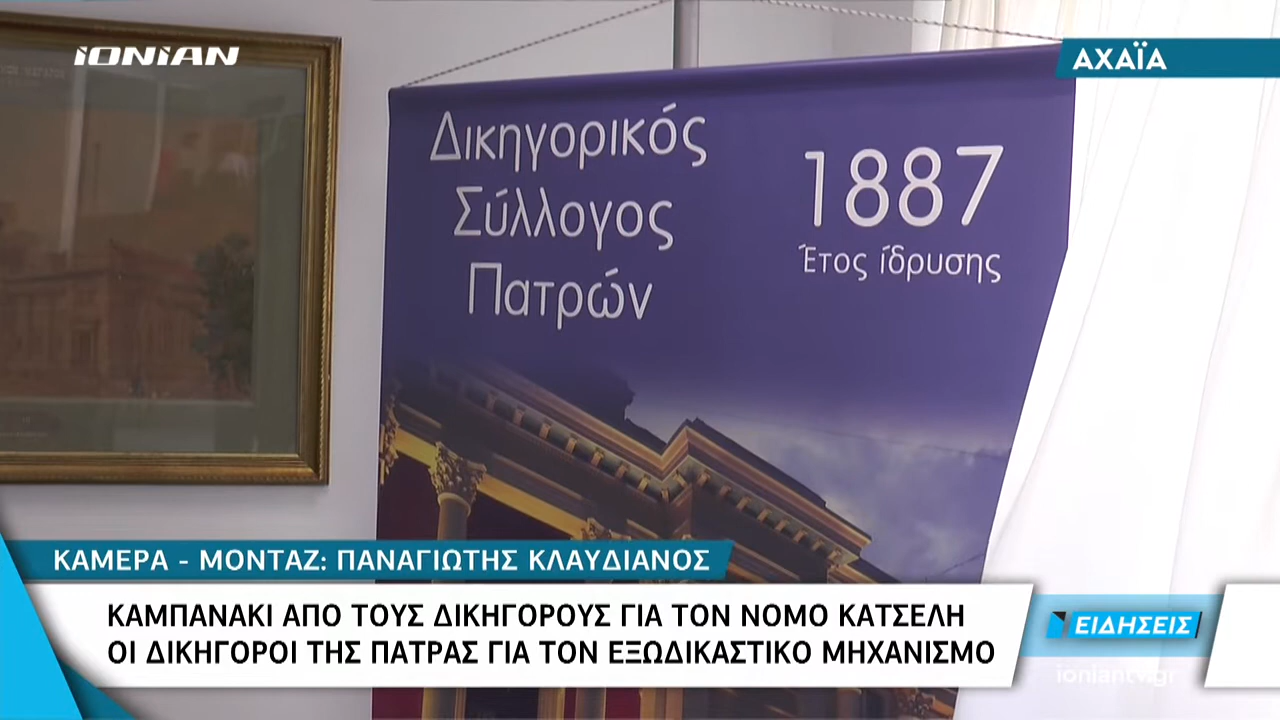 IONIAN
ΑΧΑΪΑ
Δικηγορικός
Σύλλογος
Πατρών
1887
Έτος ίδρυσης
ΚΑΜΕΡΑ - ΜΟΝΤΑΖ: ΠΑΝΑΓΙΩΤΗΣ ΚΛΑΥΔΙΑΝΟΣ
ΚΑΜΠΑΝΑΚΙ ΑΠΟ ΤΟΥΣ ΔΙΚΗΓΟΡΟΥΣ ΓΙΑ ΤΟΝ ΝΟΜΟ ΚΑΤΣΕΛΗ
ΟΙ ΔΙΚΗΓΟΡΟΙ ΤΗΣ ΠΑΤΡΑΣ ΓΙΑ ΤΟΝ ΕΞΩΔΙΚΑΣΤΙΚΟ ΜΗΧΑΝΙΣΜΟ
ΕΙΔΗΣΕΙΣ
ioniantv.gr